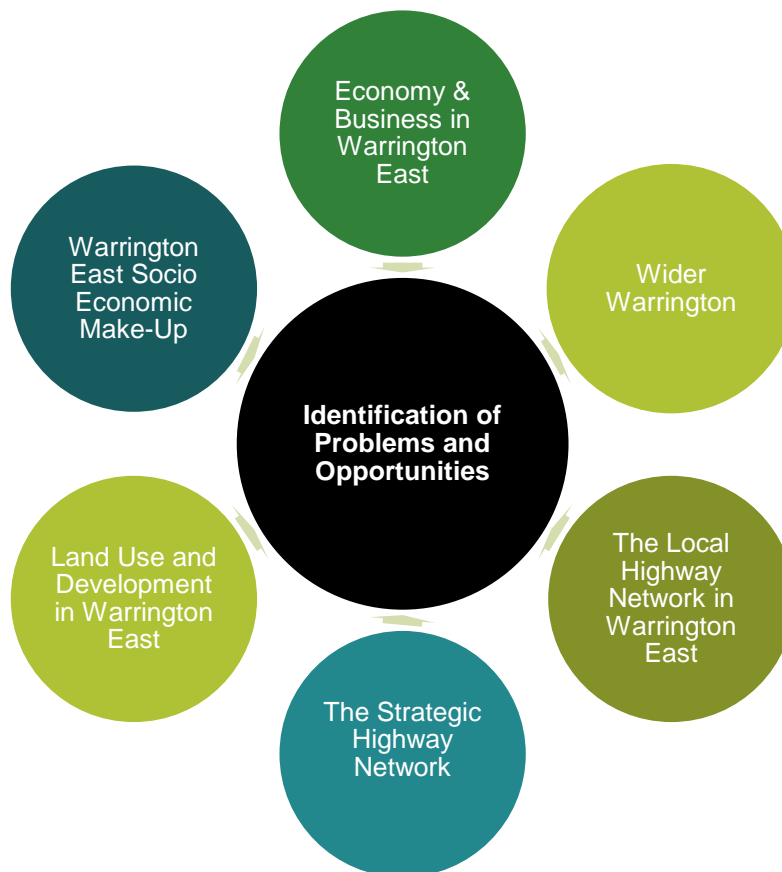 Economy &
Business in
Warrington
East
Wider
Warrington
The Local
Highway
Network in
Warrington
East
The Strategic
Highway
Network
Land Use and
Development
in Warrington
East
Warrington
East Socio
Economic
Make-Up
Identification of
Problems and
Opportunities